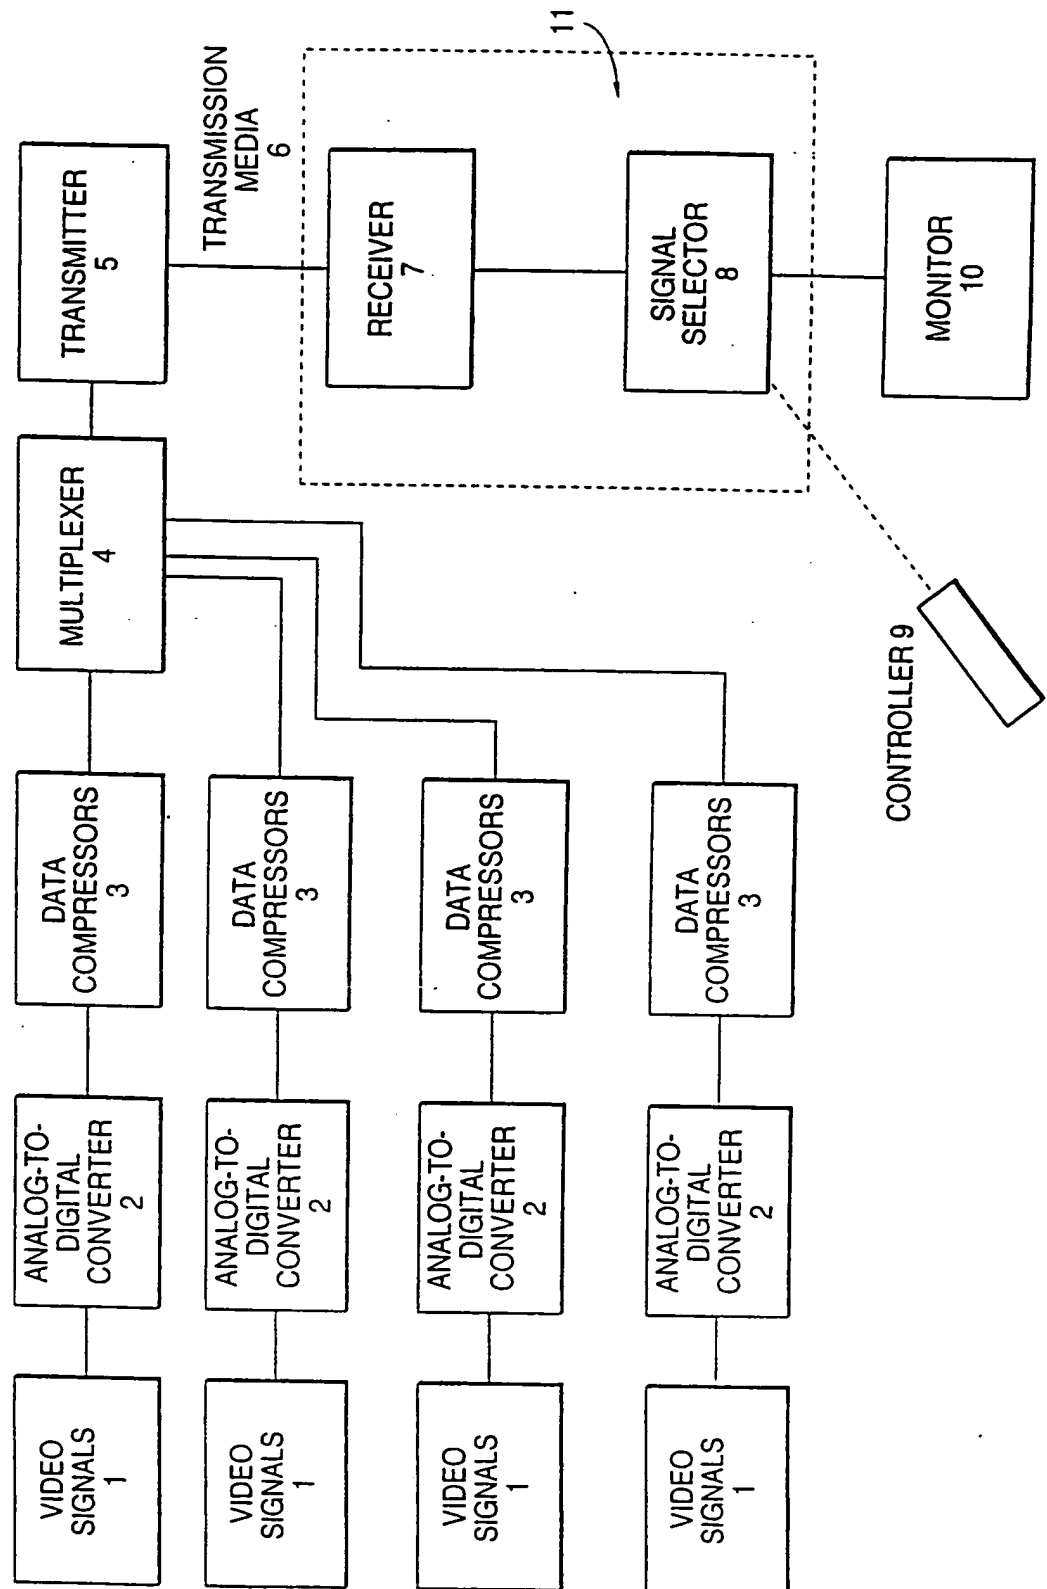 VIDEO
SIGNALS
1
ANALOG-TO-
DIGITAL
CONVERTER
2
DATA
COMPRESSORS
3
MULTIPLEXER
4
TRANSMITTER
5
VIDEO
SIGNALS
1
ANALOG-TO-
DIGITAL
CONVERTER
2
DATA
COMPRESSORS
3
TRANSMISSION
MEDIA
6
VIDEO
SIGNALS
1
ANALOG-TO-
DIGITAL
CONVERTER
2
DATA
COMPRESSORS
3
RECEIVER
7
11
VIDEO
SIGNALS
1
ANALOG-TO-
DIGITAL
CONVERTER
2
DATA
COMPRESSORS
3
SIGNAL
SELECTOR
8
CONTROLLER 9
MONITOR
10